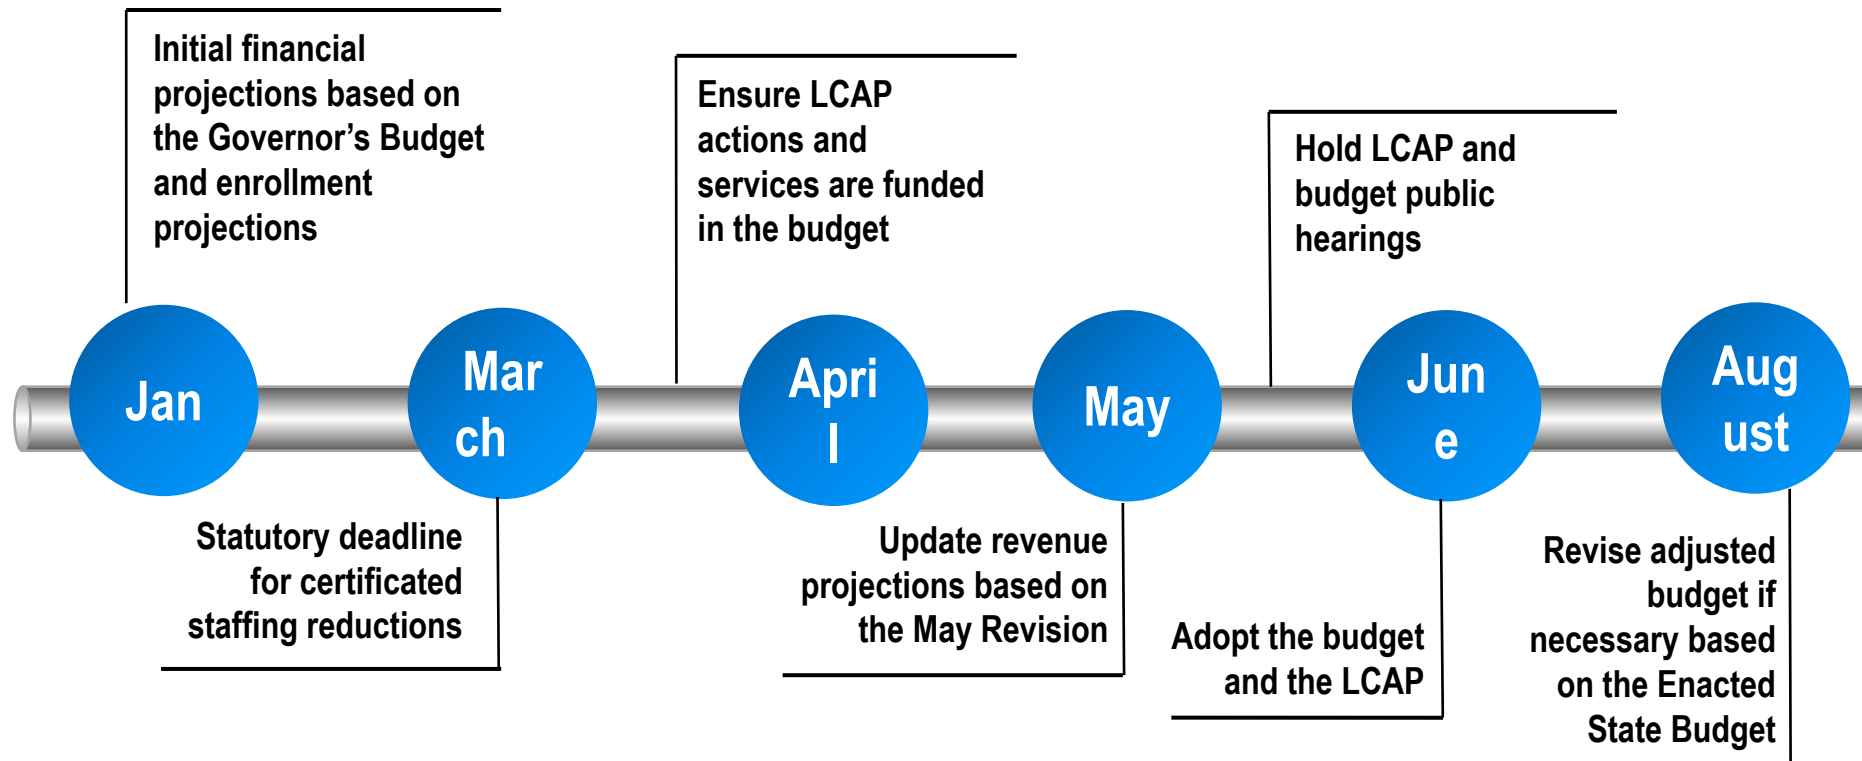 Initial financial
projections based on
the Governor’s Budget
and enrollment
projections
Ensure LCAP
actions and
services are funded
in the budget
Hold LCAP and
budget public
hearings
Jan
Mar
ch
Apri
l
May
Jun
e
Aug
ust
Statutory deadline
for certificated
staffing reductions
Update revenue
projections based on
the May Revision
Adopt the budget
and the LCAP
Revise adjusted
budget if
necessary based
on the Enacted
State Budget